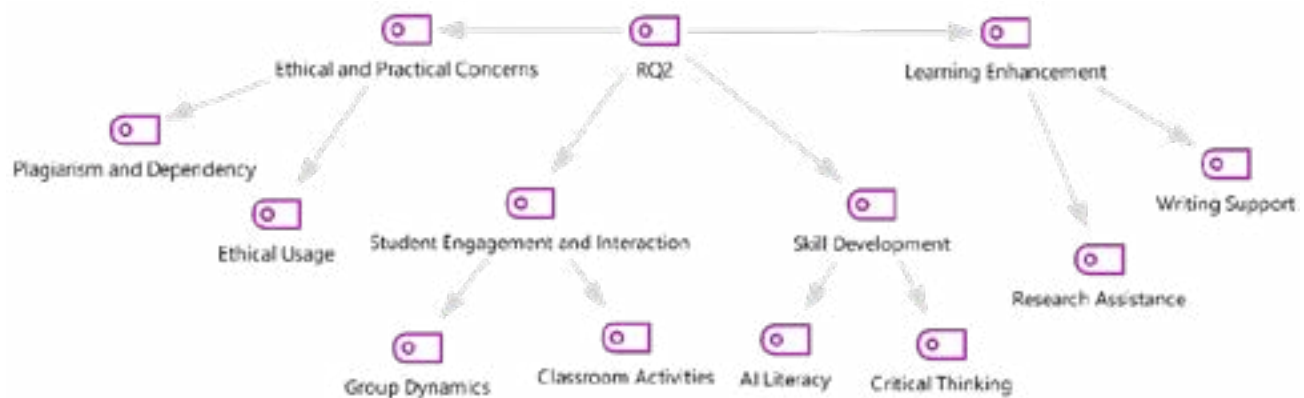 Ethical and Practical Concerns
RQ2
Learning Enhancement
Plagiarism and Dependency
Writing Support
Ethical Usage
Student Engagement and Interaction
Skill Development
Research Assistance
Group Dynamics
Classroom Activities
AI Literacy
Critical Thinking